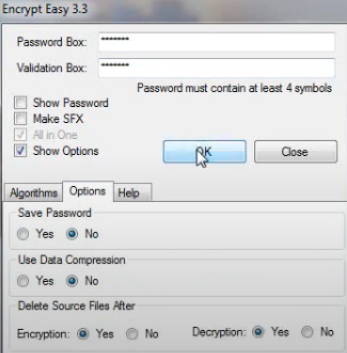 Encrypt Easy 3.3
Password Box: *******
Validation Box: *******
Password must contain at least 4 symbols
Show Password
Make SFX
All in One
Show Options
OK Close
Algorithms Options Help
Save Password
Yes No
Use Data Compression
Yes No
Delete Source Files After
Encryption: Yes No Decryption: Yes No